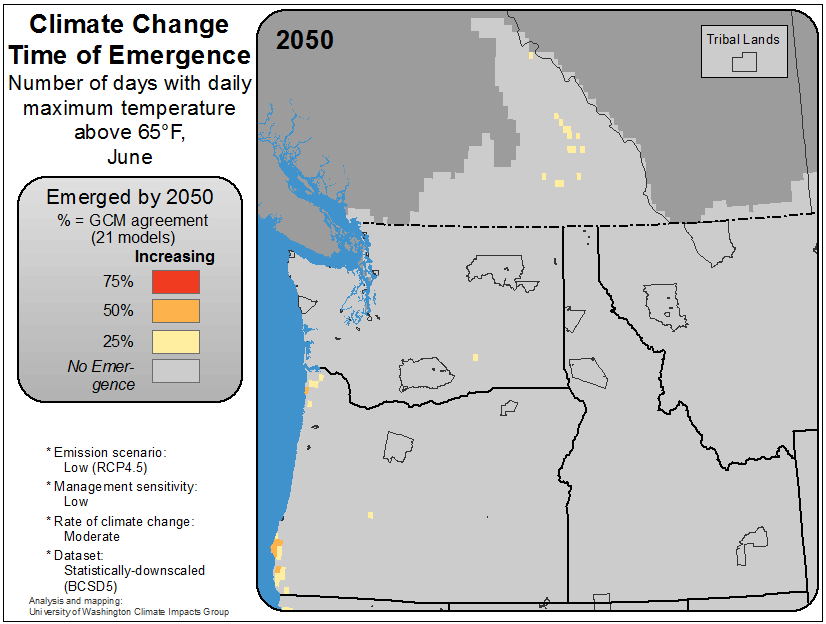 Climate Change
Time of Emergence
Number of days with daily
maximum temperature
above 65°F,
June
Emerged by 2050
% = GCM agreement
(21 models)
Increasing
75%
50%
25%
No Emer-
gence
* Emission scenario:
Low (RCP4.5)
* Management sensitivity:
Low
* Rate of climate change:
Moderate
* Dataset:
Statistically-downscaled
(BCSD5)
Analysis and mapping:
University of Washington Climate Impacts Group
2050
Tribal Lands